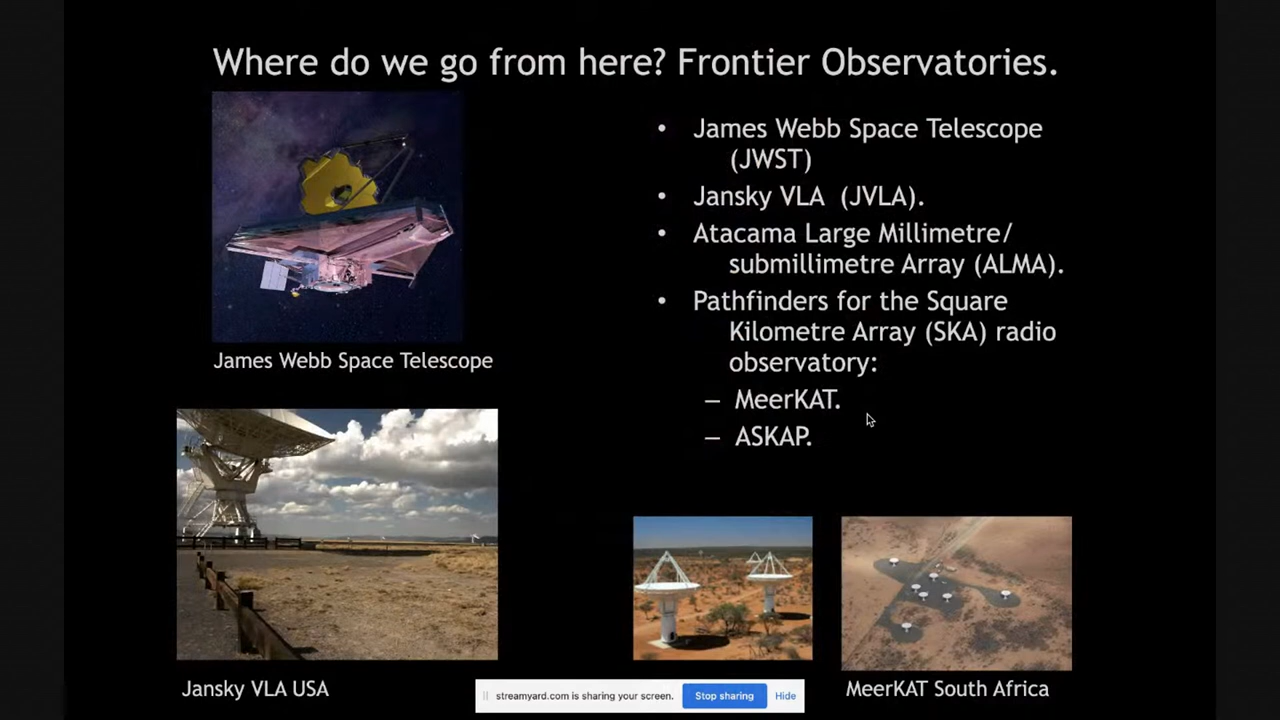 Where do we go from here? Frontier Observatories.
James Webb Space Telescope
• James Webb Space Telescope
(JWST)
• Jansky VLA (JVLA).
• Atacama Large Millimetre/
submillimetre Array (ALMA).
• Pathfinders for the Square
Kilometre Array (SKA) radio
observatory:
– MeerKAT.
– ASKAP.
Jansky VLA USA
MeerKAT South Africa
streamyard.com is sharing your screen. Stop sharing Hide